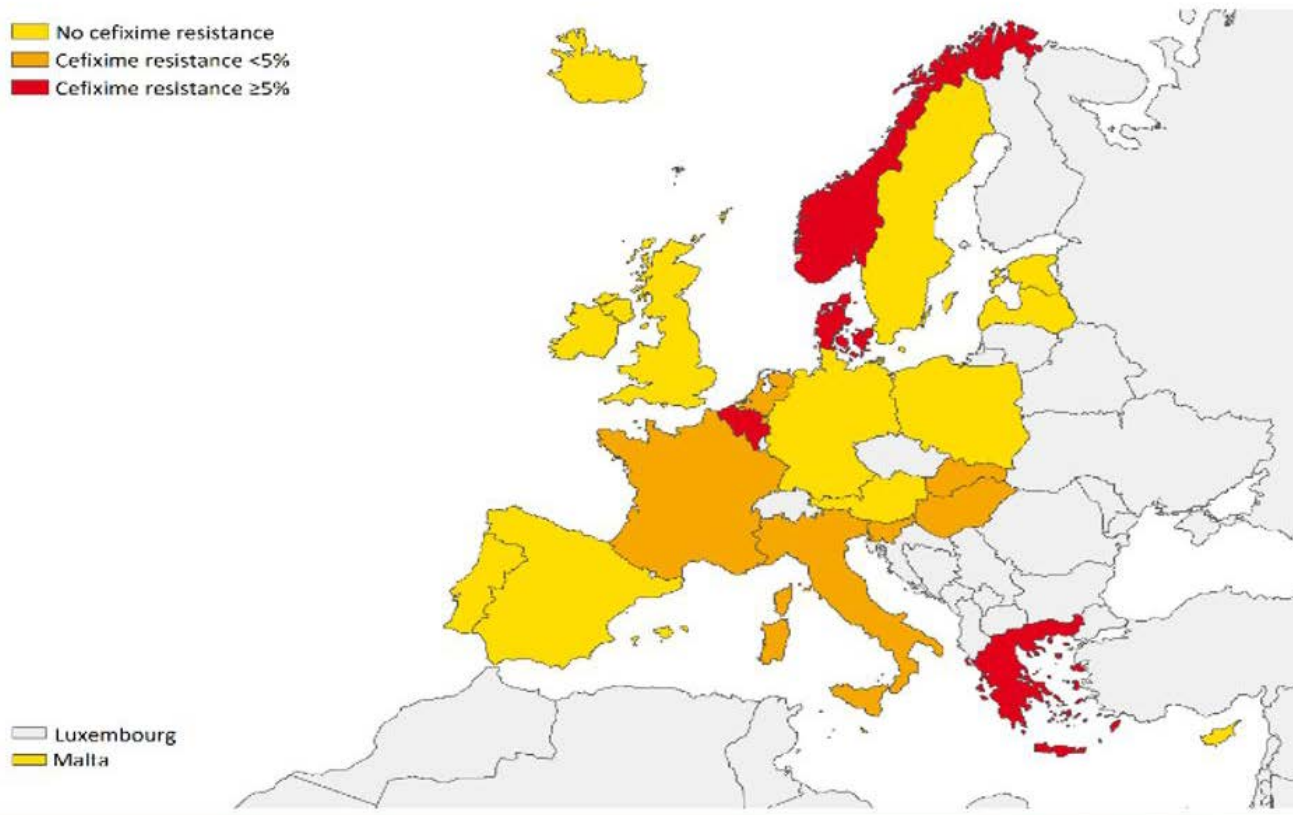 No cefixime resistance
Cefixime resistance <5%
Cefixime resistance ≥5%
Luxembourg
Malta